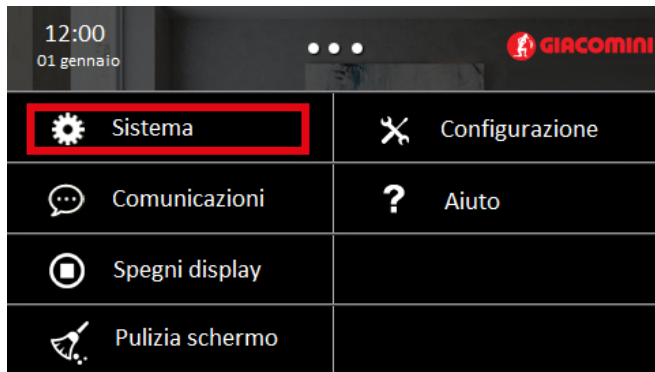 12:00
01 gennaio
GIACOMINI
Sistema
Configurazione
Comunicazioni
? Aiuto
Spegni display
Pulizia schermo